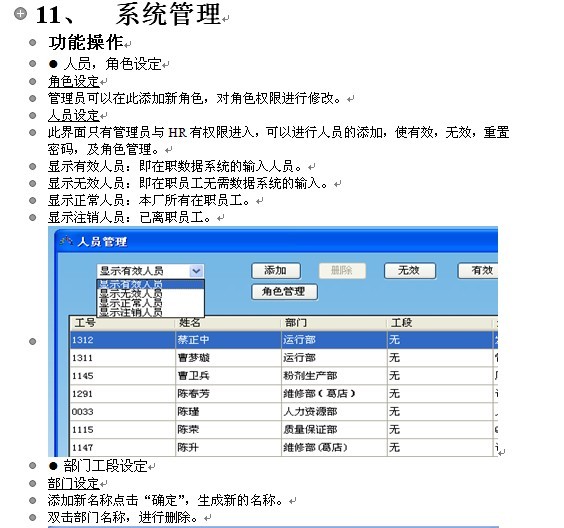 11、 系统管理
功能操作
● 人员，角色设定
角色设定
管理员可以在此添加新角色，对角色权限进行修改。
人员设定
此界面只有管理员与 HR 有权限进入，可以进行人员的添加，使有效，无效，重置
密码，及角色管理。
显示有效人员：即在职数据系统的输入人员。
显示无效人员：即在职员工无需数据系统的输入。
显示正常人员：本厂所有在职员工。
显示注销人员：已离职员工。
人员管理
显示有效人员 添加 删除 无效 有效
显示有效人员
显示无效人员
显示正常人员
显示注销人员
角色管理
工号 姓名 部门 工段
1312 禁正中 运行部 无
1311 曹梦璇 运行部 无
1145 曹卫兵 粉剂生产部 无
1291 陈春芳 维修部（葛店） 无
0033 陈瑾 人力资源部 无
1115 陈荣 质量保证部 无
1147 陈升 维修部(葛店) 无
● 部门工段设定
部门设定
添加新名称点击“确定”，生成新的名称。
双击部门名称，进行删除。